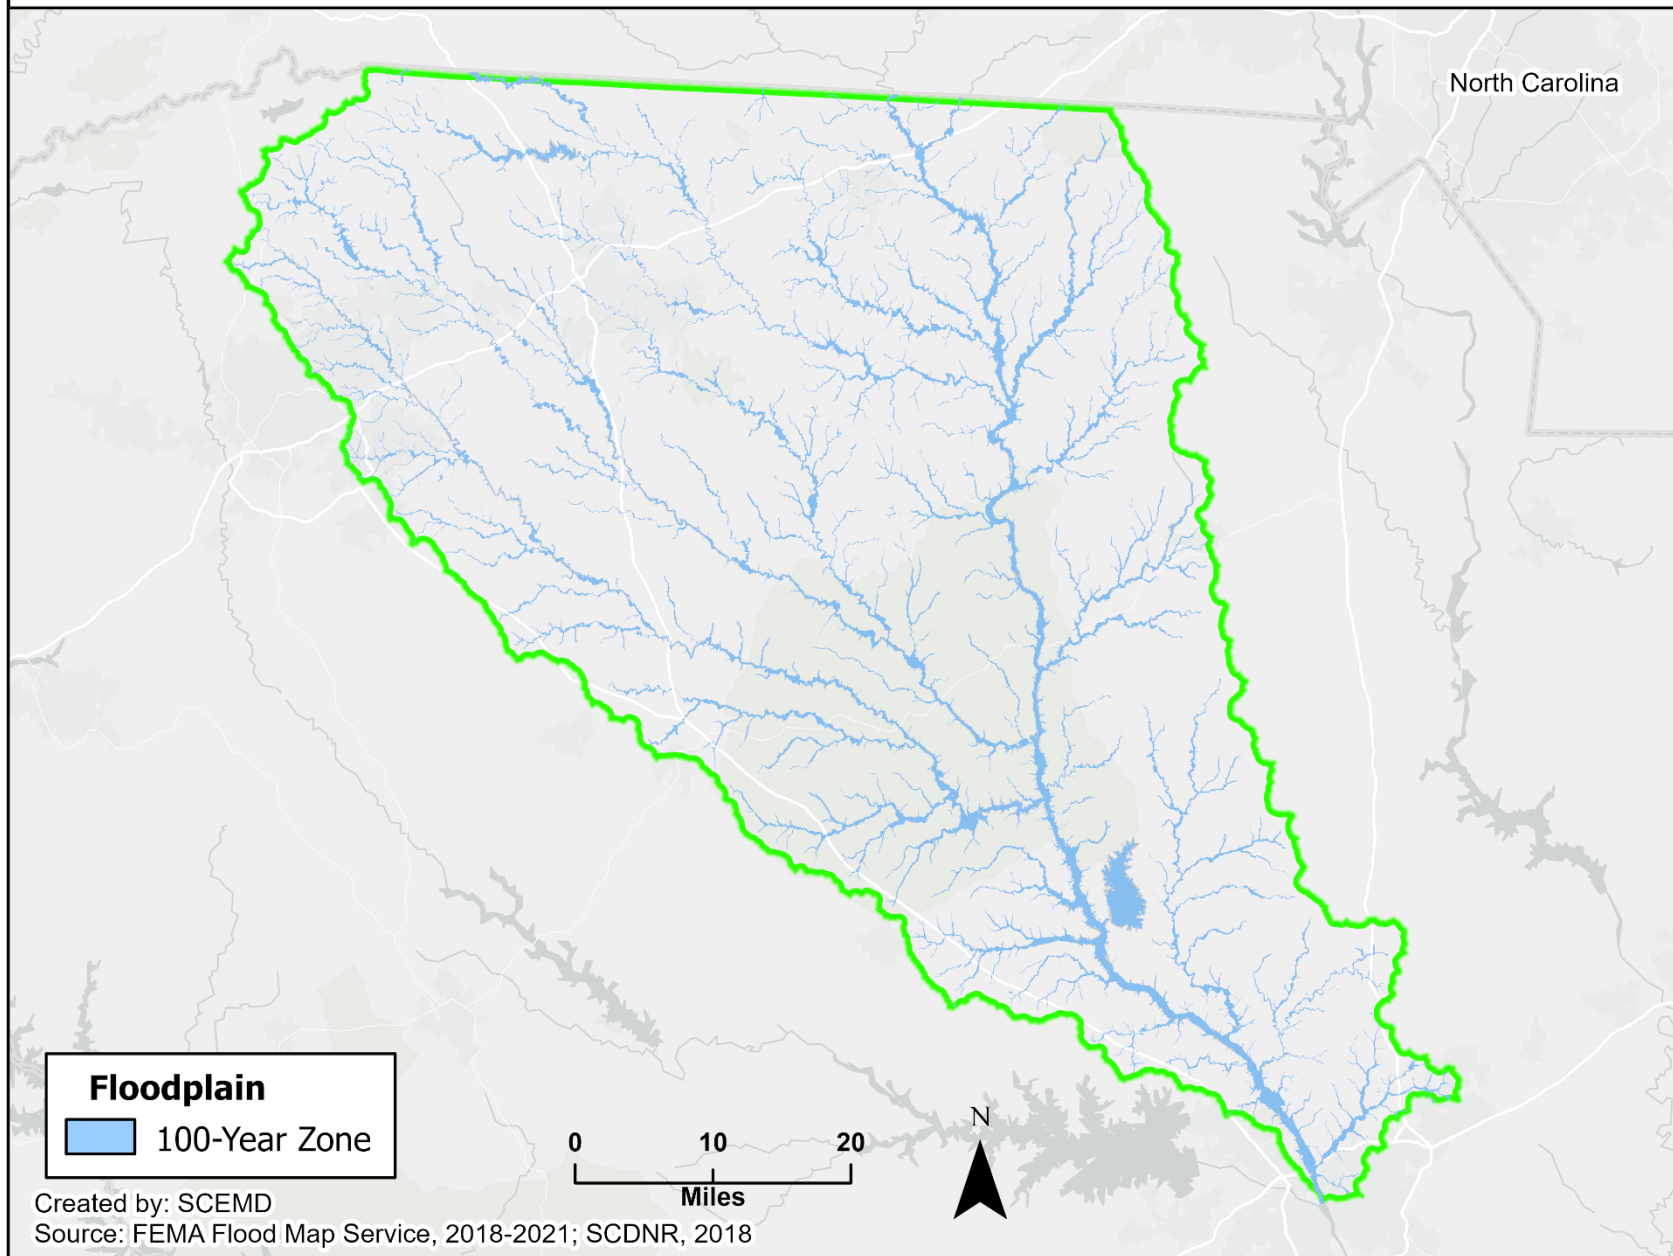 North Carolina
Floodplain
100-Year Zone
0 10 20
Miles
N
Created by: SCEMD
Source: FEMA Flood Map Service, 2018-2021; SCDNR, 2018